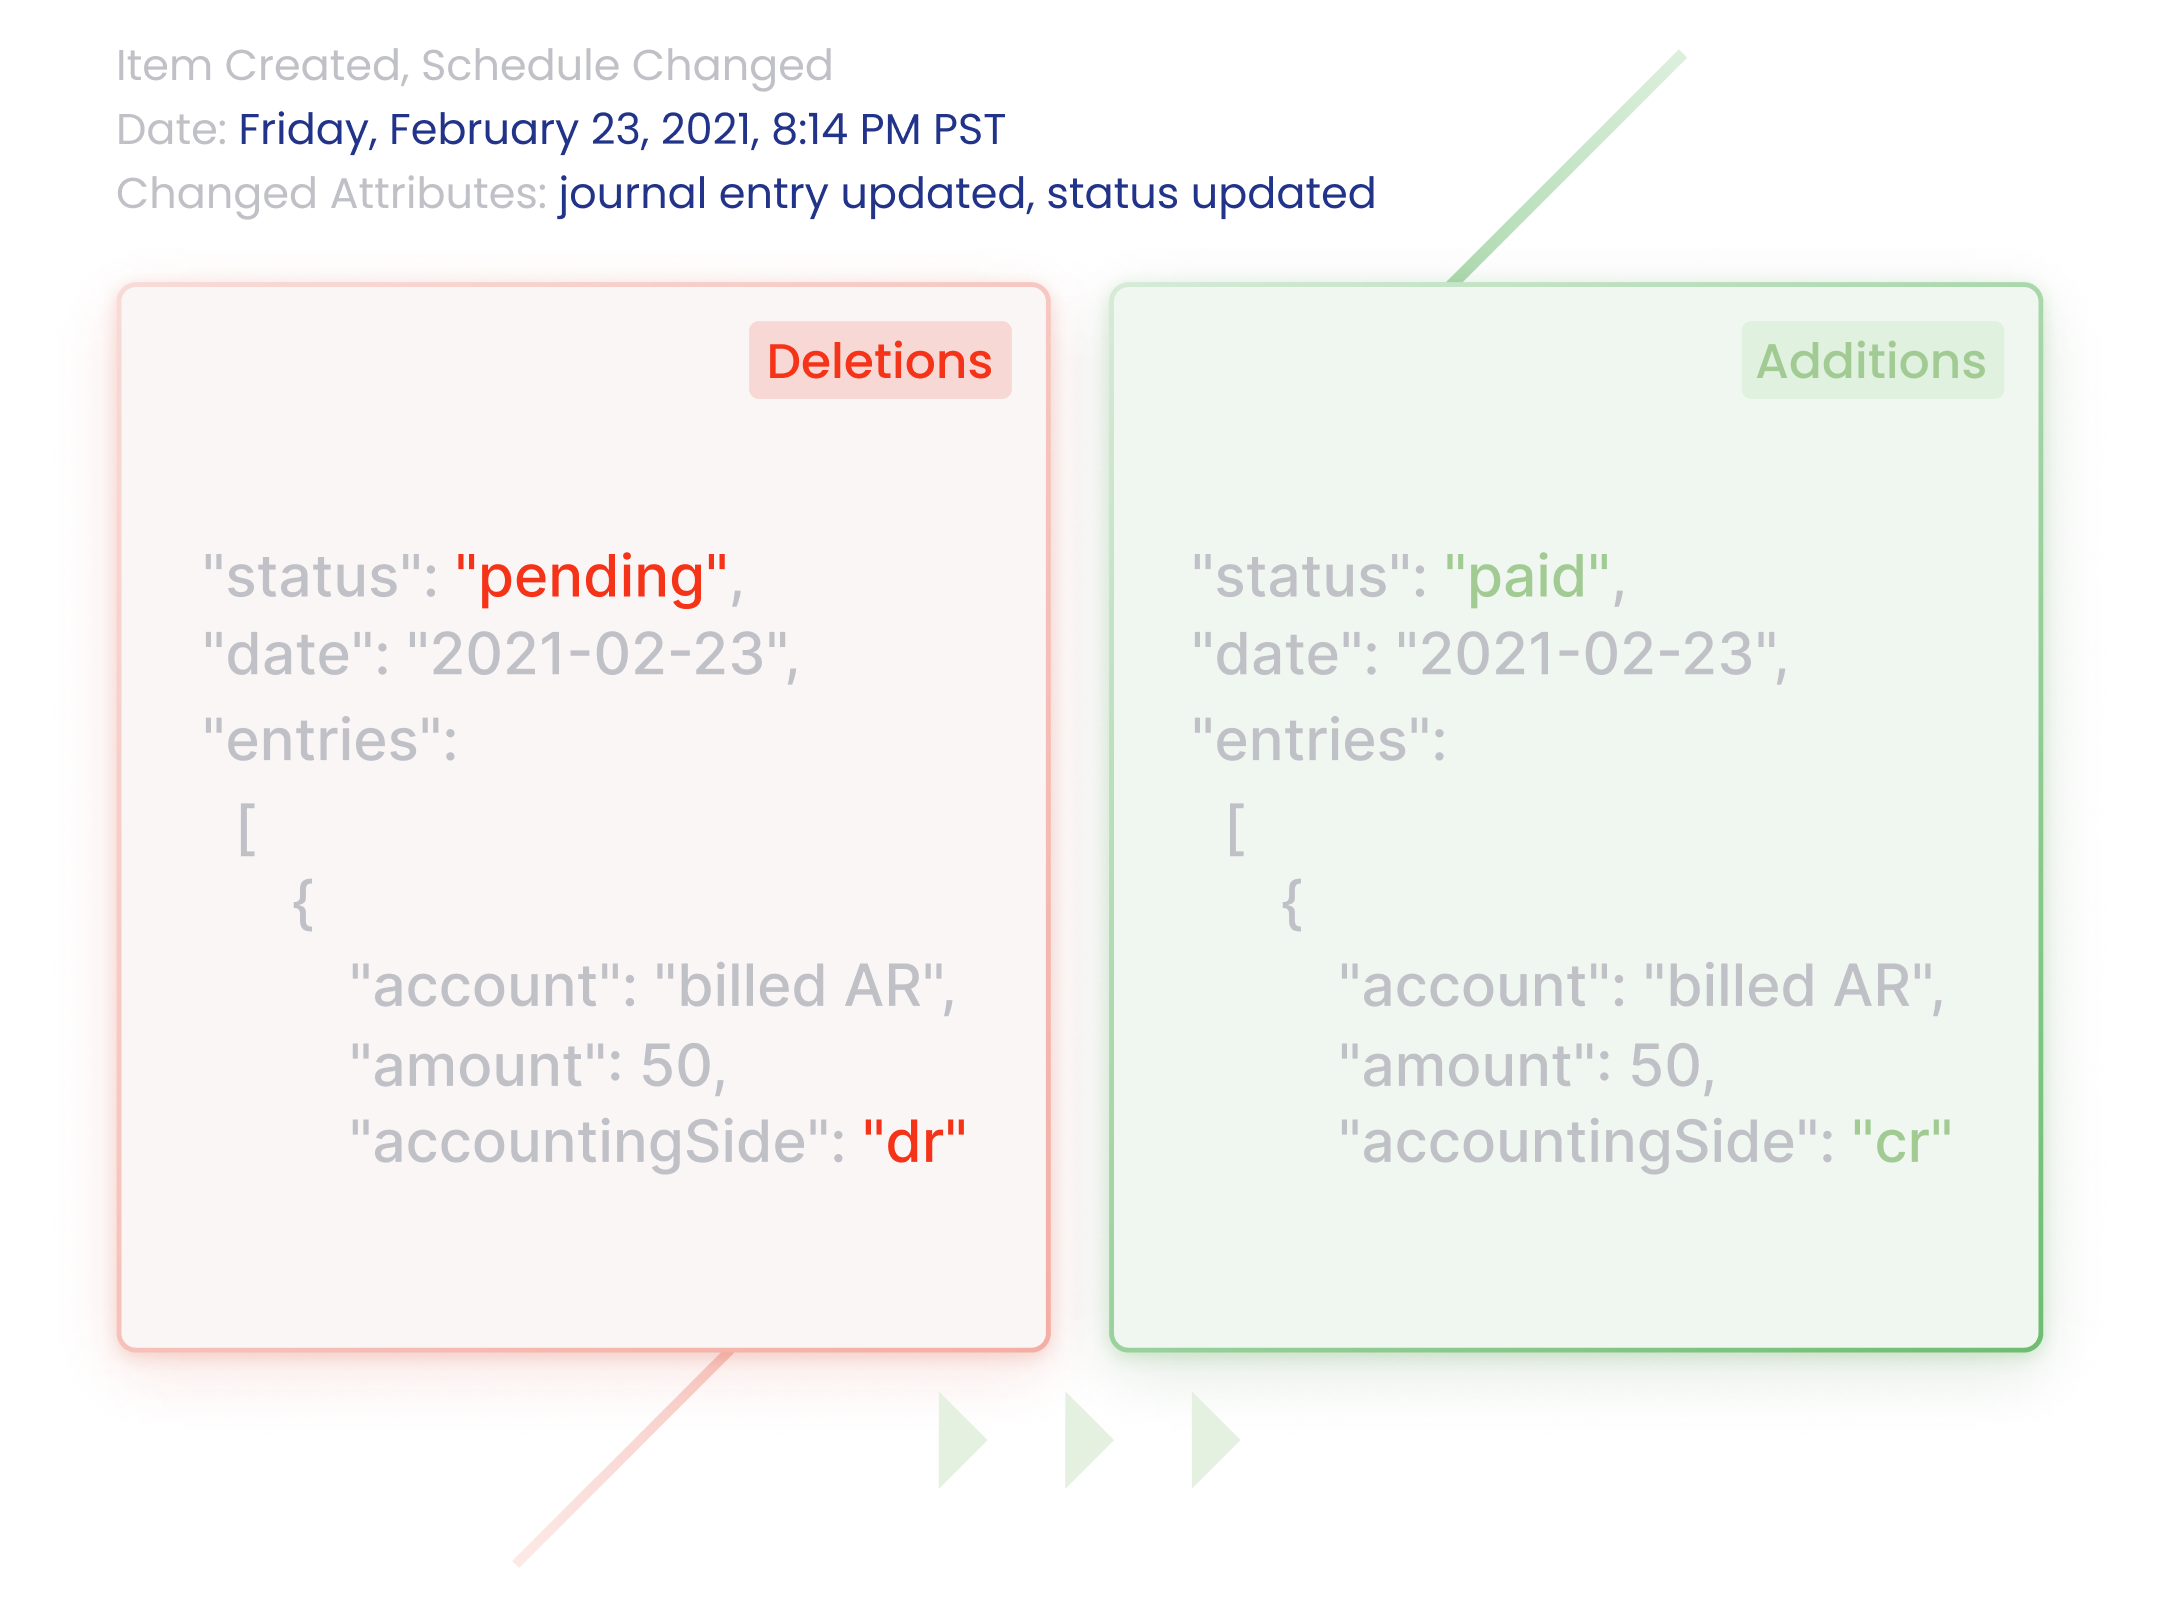 Item Created, Schedule Changed
Date: Friday, February 23, 2021, 8:14 PM PST
Changed Attributes: journal entry updated, status updated
Deletions
"status": "pending",
"date": "2021-02-23",
"entries":
[
{
"account": "billed AR",
"amount": 50,
"accountingSide": "dr"
Additions
"status": "paid",
"date": "2021-02-23",
"entries":
[
{
"account": "billed AR",
"amount": 50,
"accountingSide": "cr"